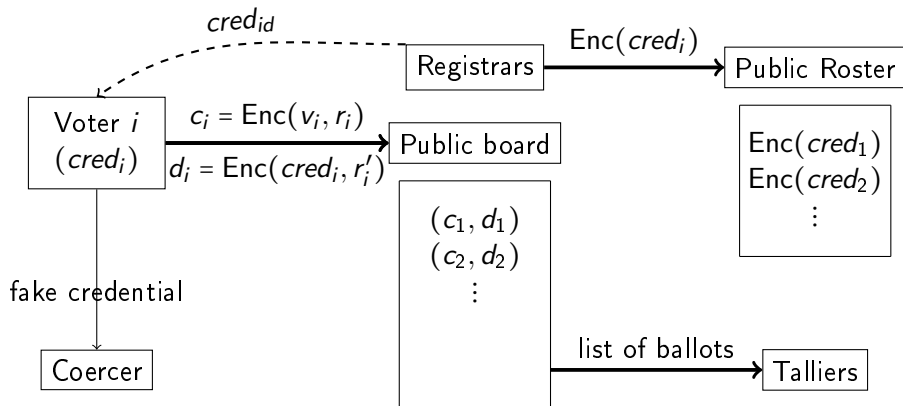 cred_id
Enc(cred_i)
Registrars
Public Roster
Voter i
(cred_i)
c_i = Enc(v_i, r_i)
d_i = Enc(cred_i, r'_i)
Public board
Enc(cred_1)
Enc(cred_2)
⋮
(c_1, d_1)
(c_2, d_2)
⋮
fake credential
list of ballots
Coercer
Talliers